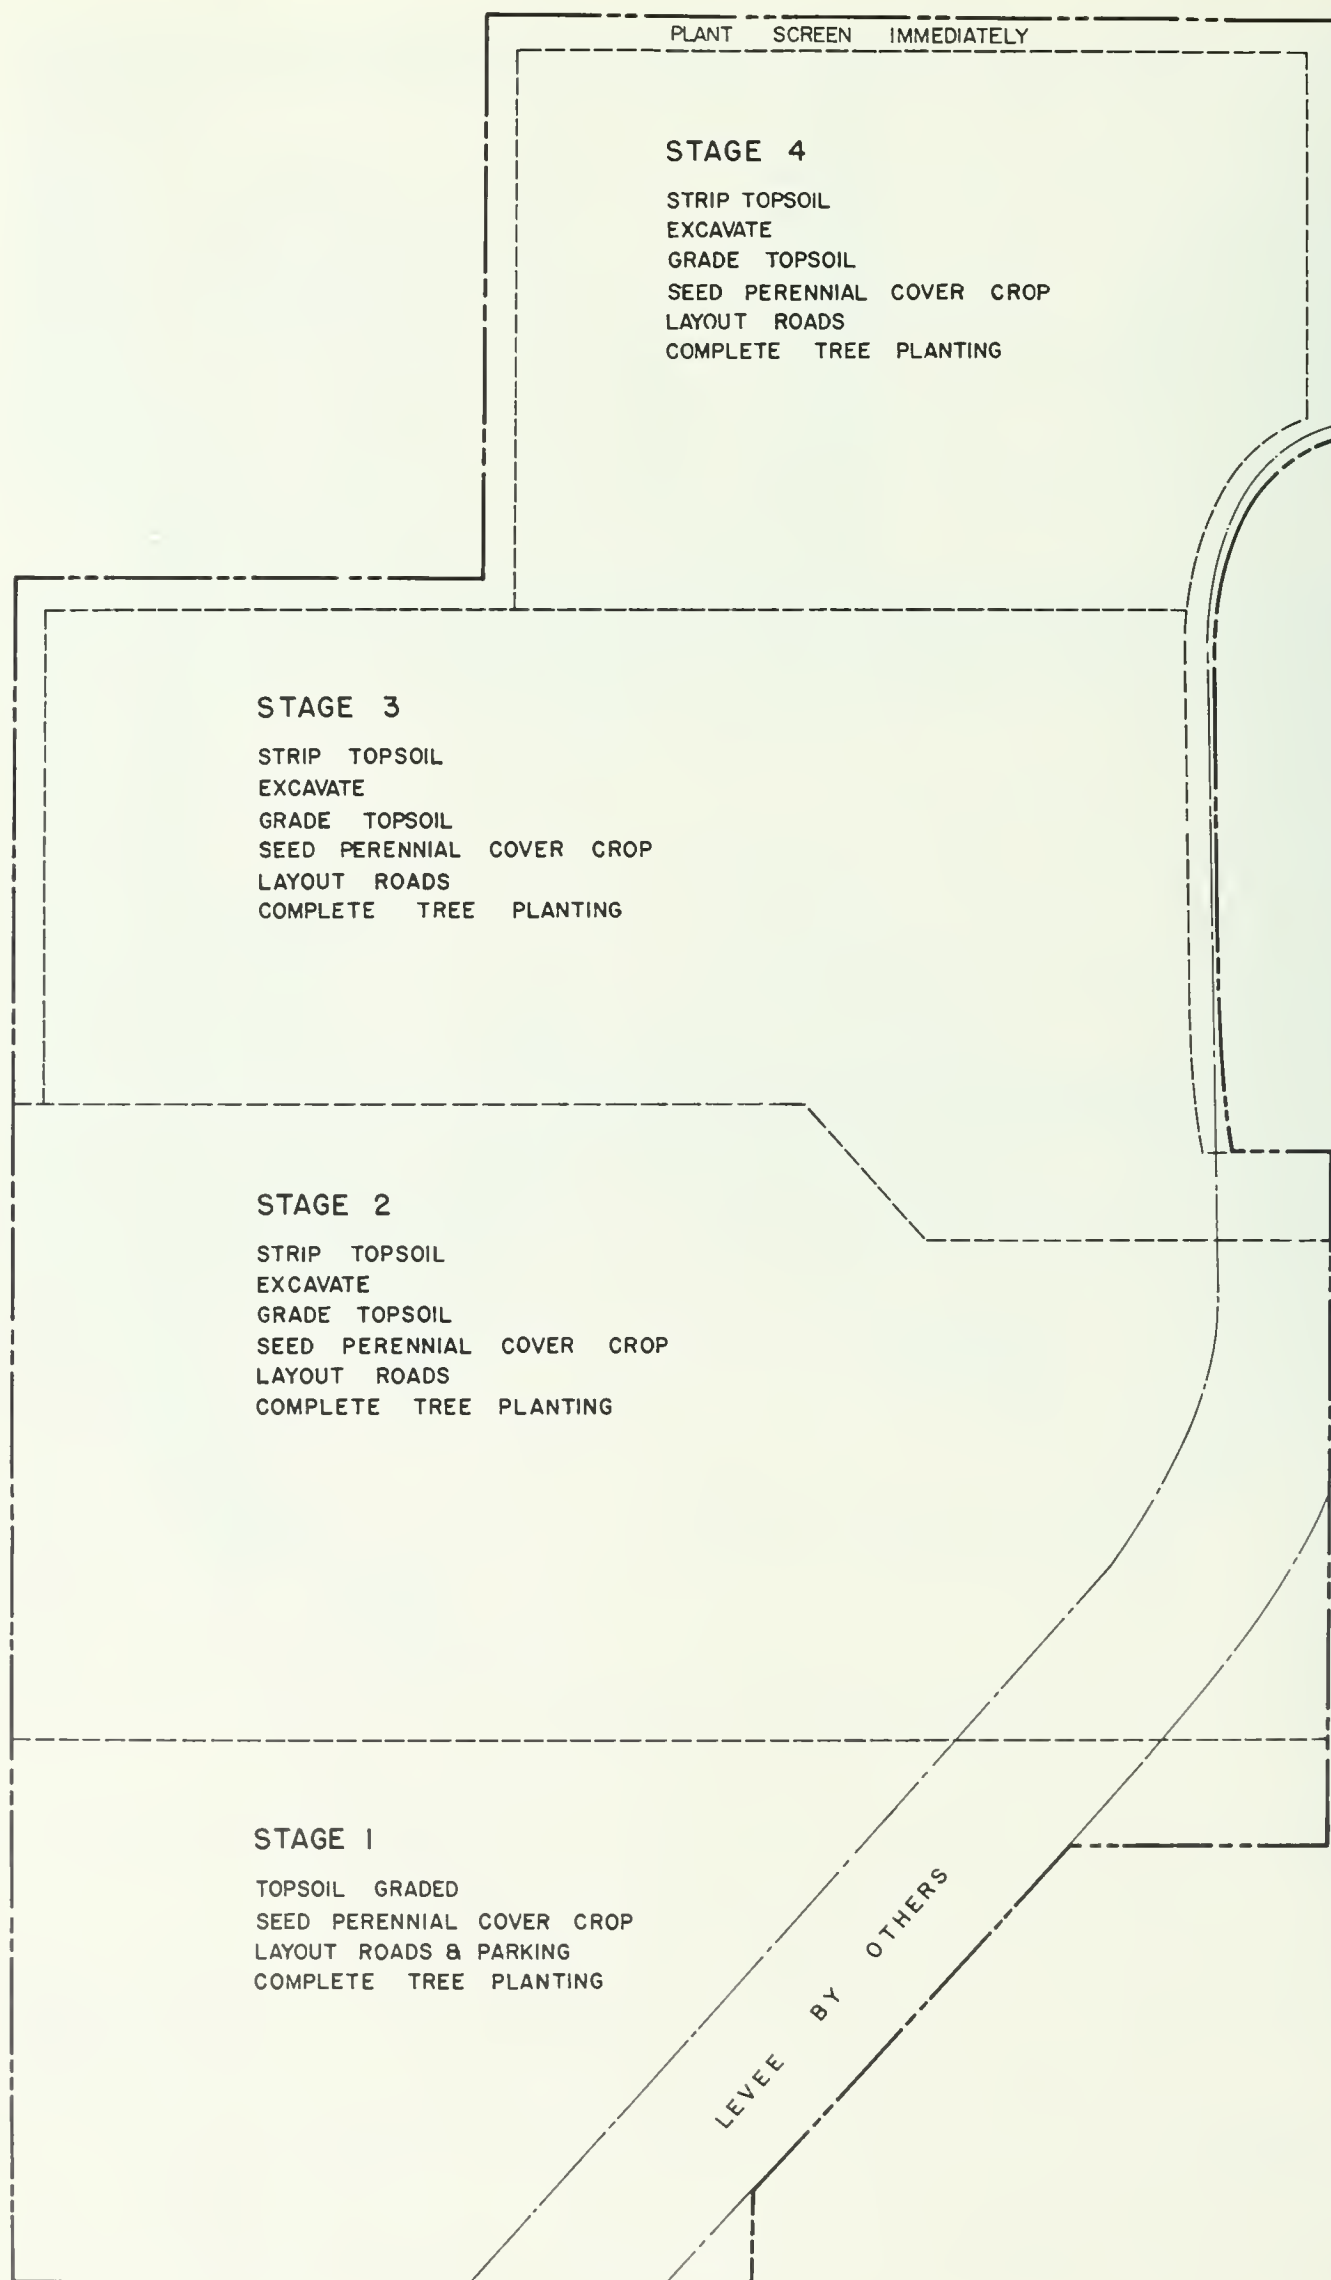 PLANT SCREEN IMMEDIATELY
STAGE 4
STRIP TOPSOIL
EXCAVATE
GRADE TOPSOIL
SEED PERENNIAL COVER CROP
LAYOUT ROADS
COMPLETE TREE PLANTING
STAGE 3
STRIP TOPSOIL
EXCAVATE
GRADE TOPSOIL
SEED PERENNIAL COVER CROP
LAYOUT ROADS
COMPLETE TREE PLANTING
STAGE 2
STRIP TOPSOIL
EXCAVATE
GRADE TOPSOIL
SEED PERENNIAL COVER CROP
LAYOUT ROADS
COMPLETE TREE PLANTING
STAGE 1
TOPSOIL GRADED
SEED PERENNIAL COVER CROP
LAYOUT ROADS & PARKING
COMPLETE TREE PLANTING
LEVEE BY OTHERS